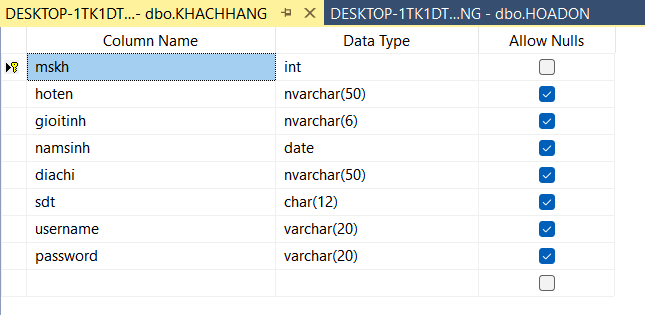 DESKTOP-1TK1DT...- dbo.KHACHHANG DESKTOP-1TK1DT...NG - dbo.HOADON
Column Name Data Type Allow Nulls
mskh int
hoten nvarchar(50)
gioitinh nvarchar(6)
namsinh date
diachi nvarchar(50)
sdt char(12)
username varchar(20)
password varchar(20)